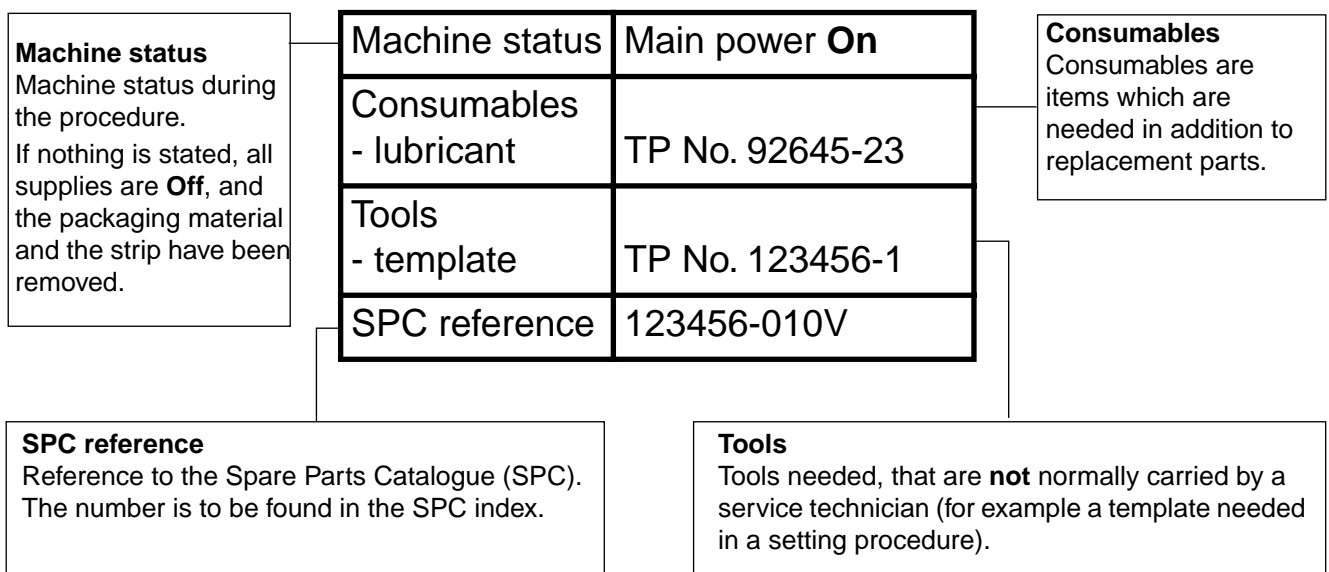 Machine status
Machine status during
the procedure.
If nothing is stated, all
supplies are Off, and
the packaging material
and the strip have been
removed.
Machine status Main power On
Consumables
- lubricant TP No. 92645-23
Tools
- template TP No. 123456-1
SPC reference 123456-010V
Consumables
Consumables are
items which are
needed in addition to
replacement parts.
SPC reference
Reference to the Spare Parts Catalogue (SPC).
The number is to be found in the SPC index.
Tools
Tools needed, that are not normally carried by a
service technician (for example a template needed
in a setting procedure).